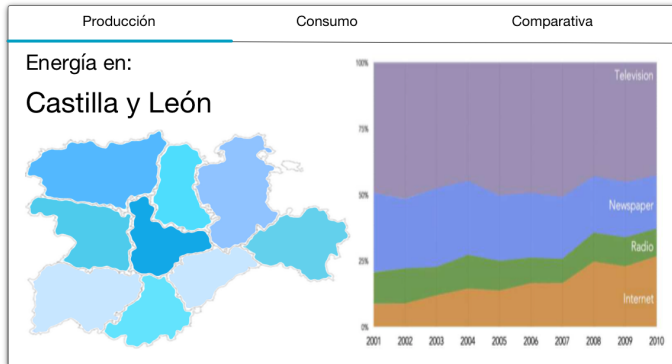 Producción Consumo Comparativa
Energía en:
Castilla y León
100%
75%
50%
25%
0%
Television
Newspaper
Radio
Internet
2001 2002 2003 2004 2005 2006 2007 2008 2009 2010